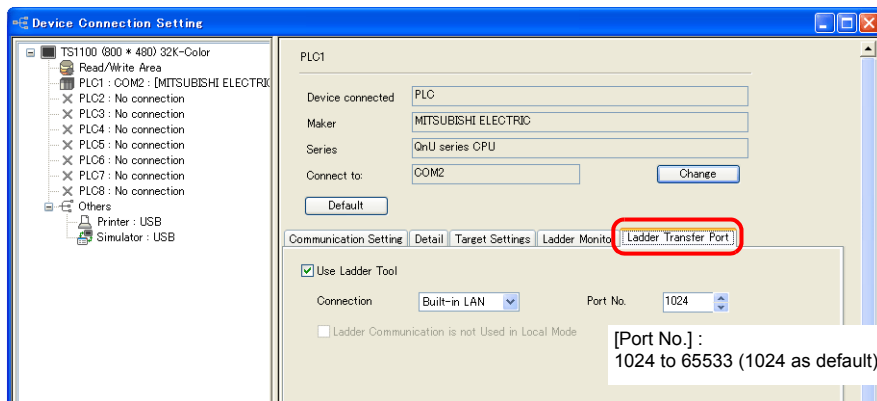 Device Connection Setting
TS1100 (800 * 480) 32K-Color
Read/Write Area
PLC1 : COM2 : [MITSUBISHI ELECTRIC
PLC2 : No connection
PLC3 : No connection
PLC4 : No connection
PLC5 : No connection
PLC6 : No connection
PLC7 : No connection
PLC8 : No connection
Others
Printer : USB
Simulator : USB
PLC1
Device connected PLC
Maker MITSUBISHI ELECTRIC
Series QnU series CPU
Connect to: COM2 Change
Default
Communication Setting Detail Target Settings Ladder Monito Ladder Transfer Port
Use Ladder Tool
Connection Built-in LAN Port No. 1024
Ladder Communication is not Used in Local Mode
[Port No.] :
1024 to 65533 (1024 as default)